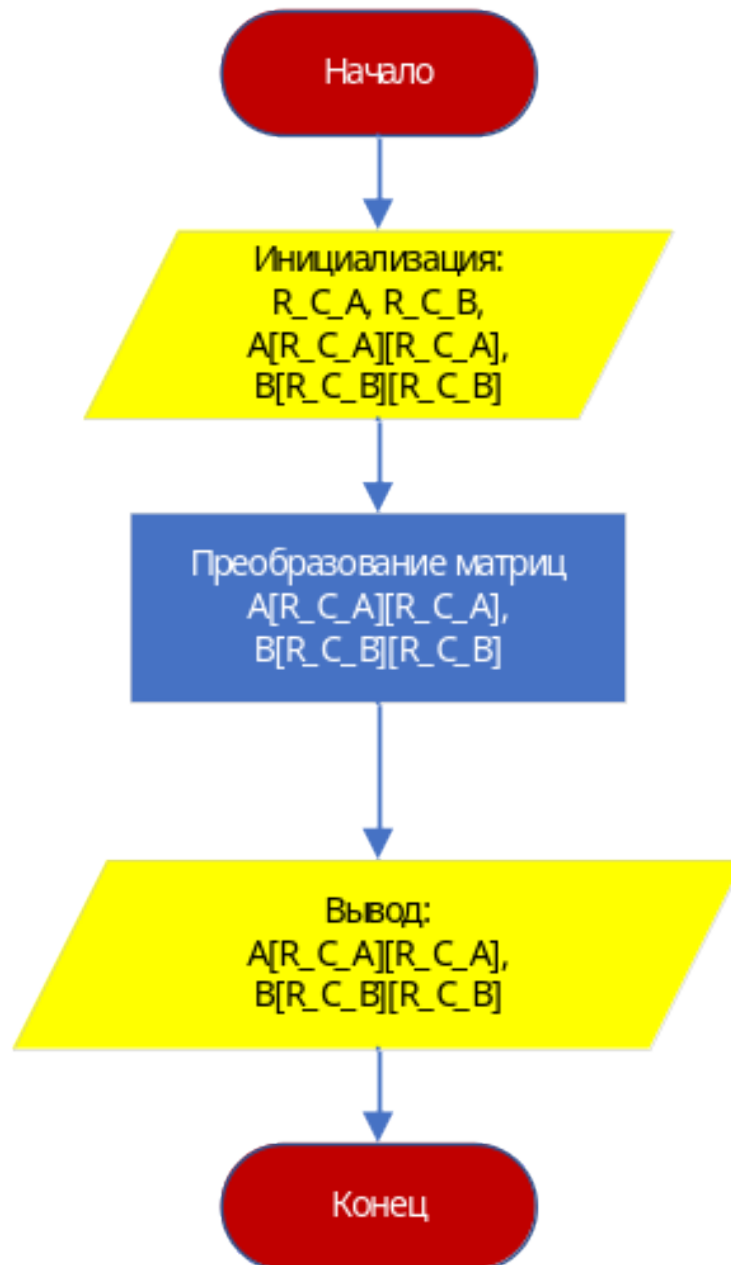 Начало
Инициализация:
R_C_A, R_C_B,
A[R_C_A][R_C_A],
B[R_C_B][R_C_B]
Преобразование матриц
A[R_C_A][R_C_A],
B[R_C_B][R_C_B]
Вывод:
A[R_C_A][R_C_A],
B[R_C_B][R_C_B]
Конец